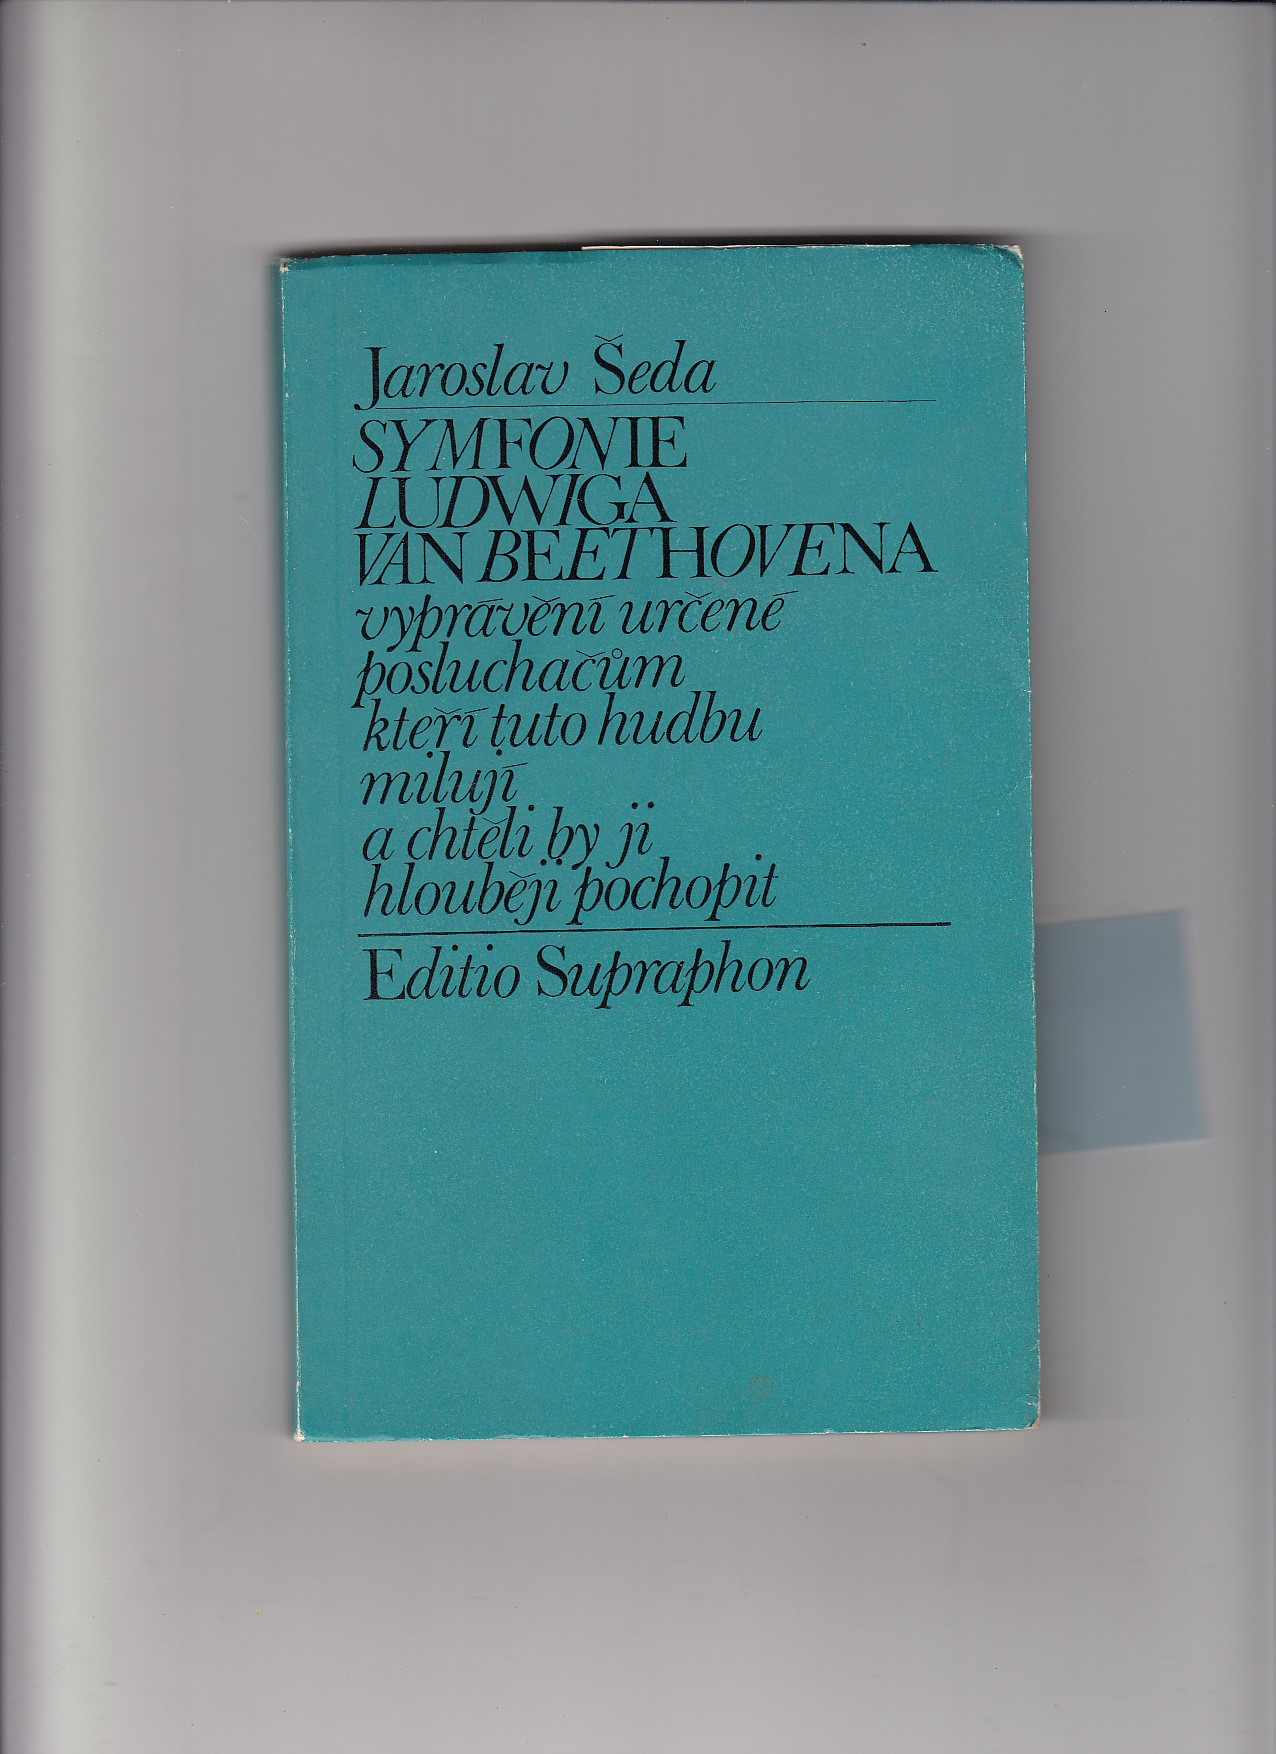 Jaroslav Šeda
SYMFONIE
LUDWIGA
VAN BEETHOVENA
vyprávění určené
posluchačům
kteří tuto hudbu
milují
a chtěli by ji
hlouběji pochopit
Editio Supraphon